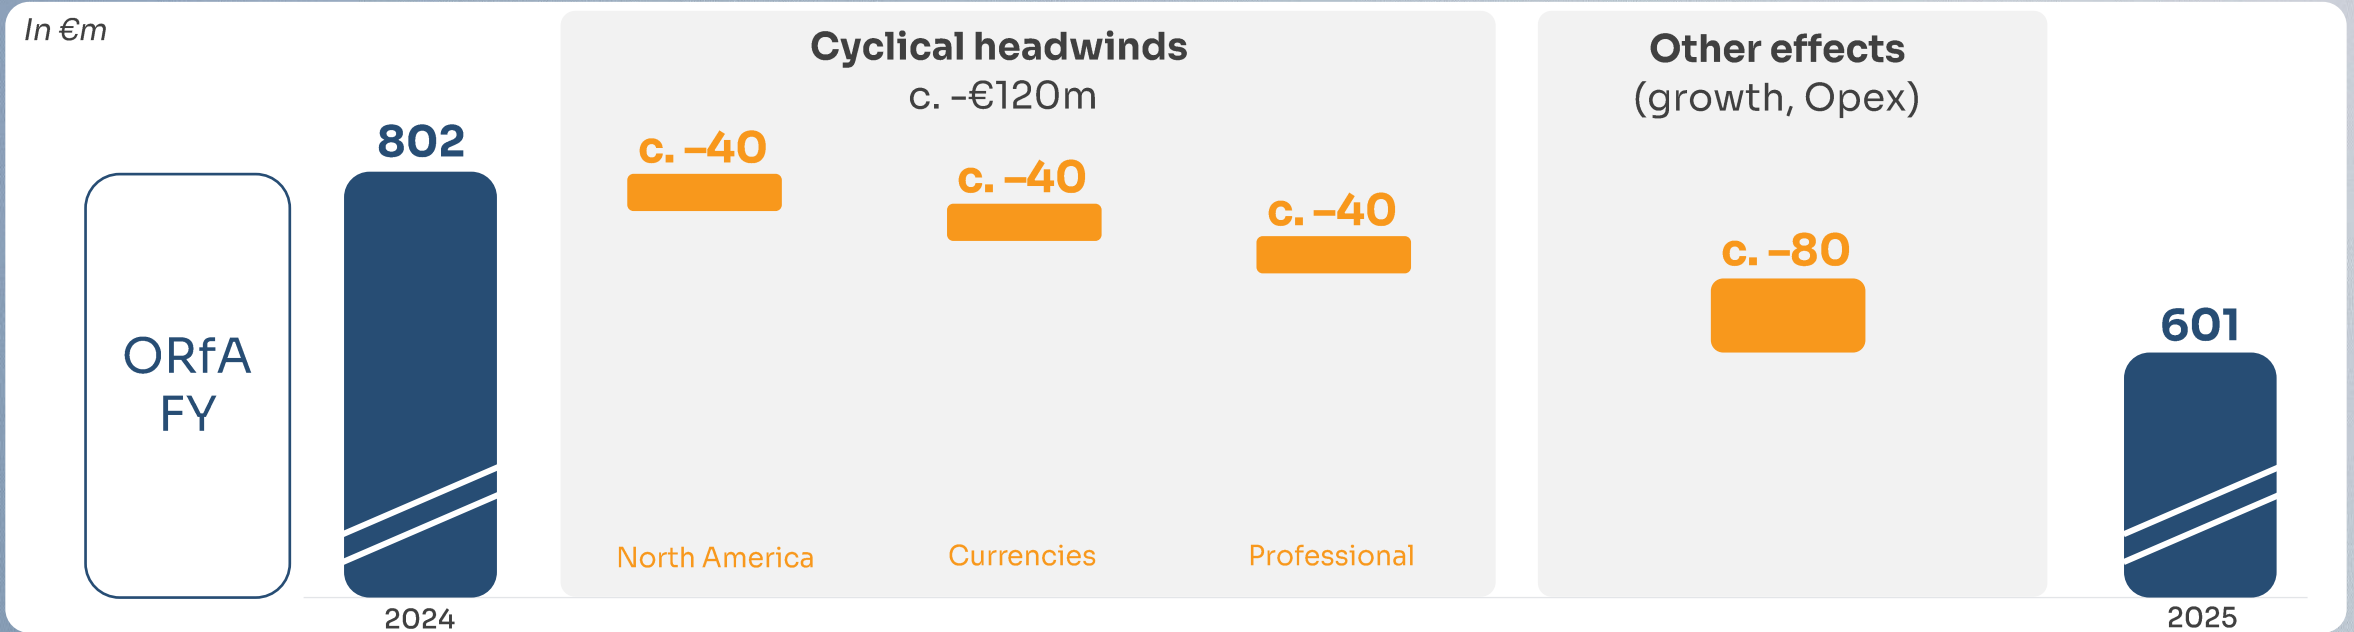 In €m
ORfA
FY
802
2024
Cyclical headwinds
c. -€120m
c. –40
North America
c. –40
Currencies
c. –40
Professional
Other effects
(growth, Opex)
c. –80
601
2025